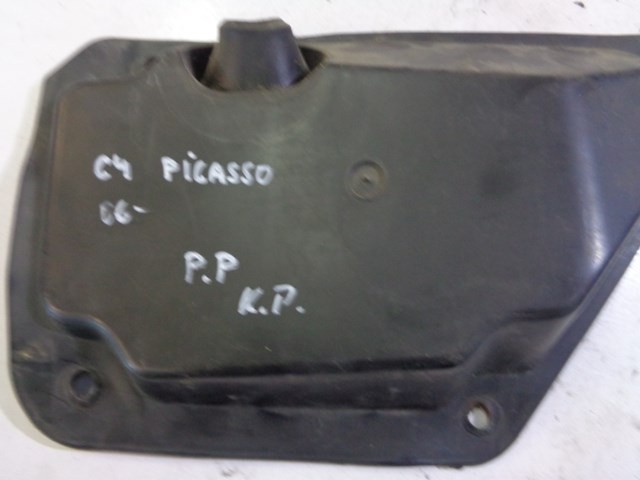 C4 PICASSO
06-
P.P
K.P.